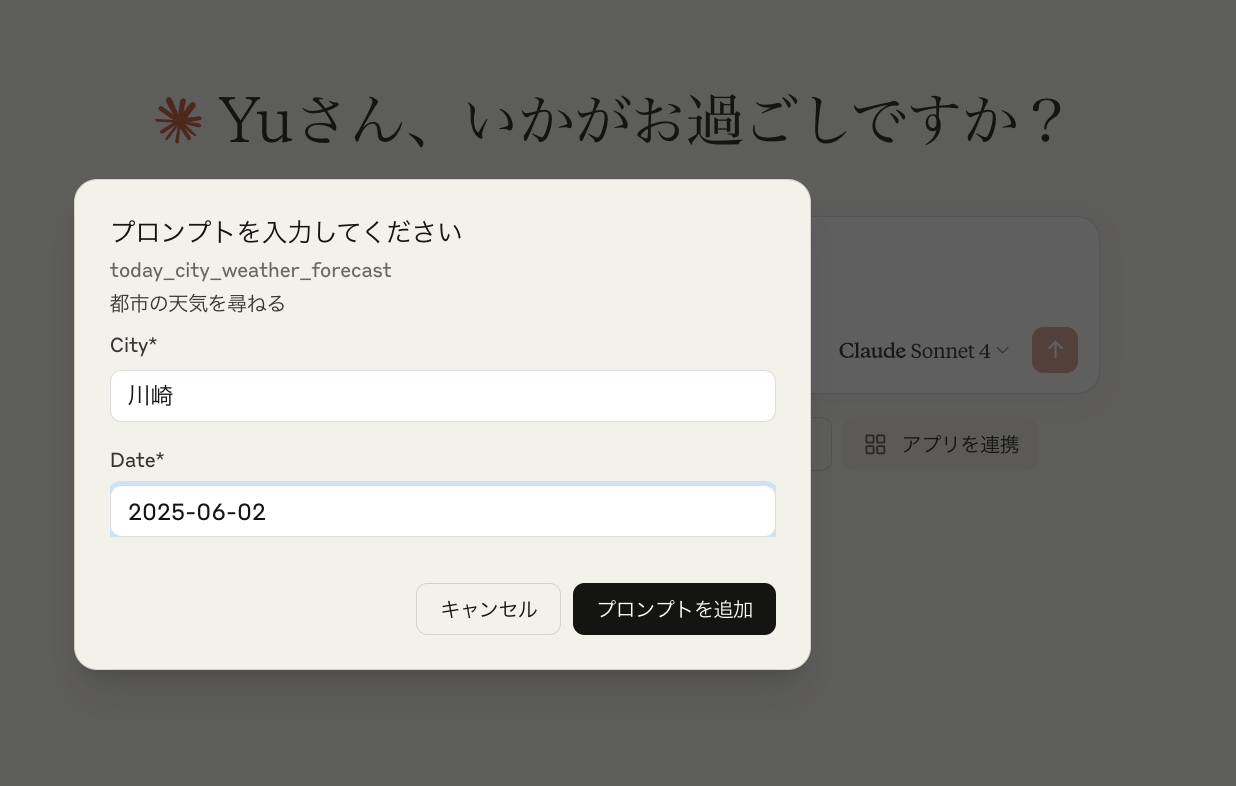 Yuさん、いかがお過ごしですか？
プロンプトを入力してください
today_city_weather_forecast
都市の天気を尋ねる
City*
川崎
Date*
2025-06-02
キャンセル
プロンプトを追加
Claude Sonnet 4
アプリを連携